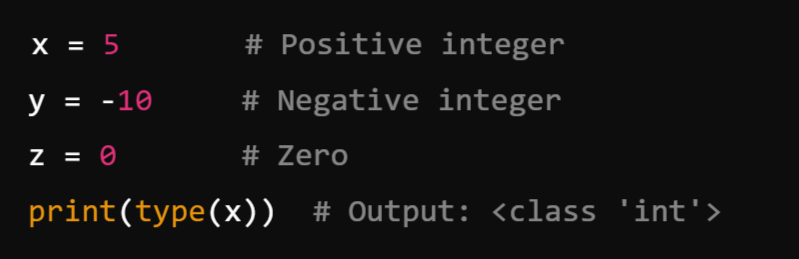 x = 5       # Positive integer
y = -10     # Negative integer
z = 0       # Zero
print(type(x))  # Output: <class 'int'>